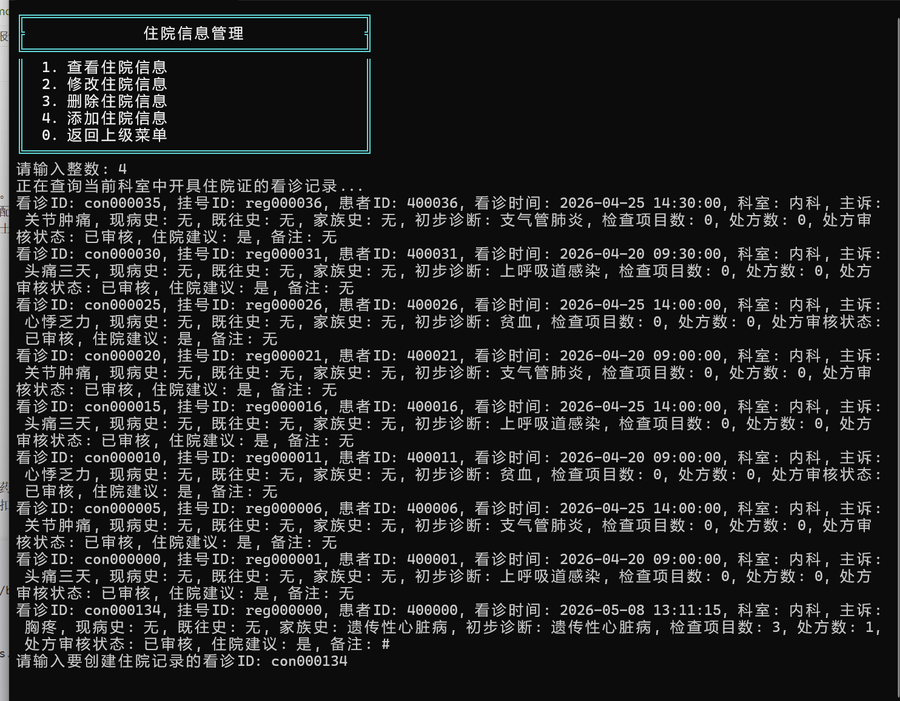 住院信息管理
1. 查看住院信息
2. 修改住院信息
3. 删除住院信息
4. 添加住院信息
0. 返回上级菜单
请输入整数: 4
正在查询当前科室中开具住院证的看诊记录...
看诊ID: con000035, 挂号ID: reg000036, 患者ID: 400036, 看诊时间: 2026-04-25 14:30:00, 科室: 内科, 主诉:
关节肿痛, 现病史: 无, 既往史: 无, 家族史: 无, 初步诊断: 支气管肺炎, 检查项目数: 0, 处方数: 0, 处方审
核状态: 已审核, 住院建议: 是, 备注: 无
看诊ID: con000030, 挂号ID: reg000031, 患者ID: 400031, 看诊时间: 2026-04-20 09:30:00, 科室: 内科, 主诉:
头痛三天, 现病史: 无, 既往史: 无, 家族史: 无, 初步诊断: 上呼吸道感染, 检查项目数: 0, 处方数: 0, 处方
审核状态: 已审核, 住院建议: 是, 备注: 无
看诊ID: con000025, 挂号ID: reg000026, 患者ID: 400026, 看诊时间: 2026-04-25 14:00:00, 科室: 内科, 主诉:
心悸乏力, 现病史: 无, 既往史: 无, 家族史: 无, 初步诊断: 贫血, 检查项目数: 0, 处方数: 0, 处方审核状态:
已审核, 住院建议: 是, 备注: 无
看诊ID: con000020, 挂号ID: reg000021, 患者ID: 400021, 看诊时间: 2026-04-20 09:00:00, 科室: 内科, 主诉:
关节肿痛, 现病史: 无, 既往史: 无, 家族史: 无, 初步诊断: 支气管肺炎, 检查项目数: 0, 处方数: 0, 处方审
核状态: 已审核, 住院建议: 是, 备注: 无
看诊ID: con000015, 挂号ID: reg000016, 患者ID: 400016, 看诊时间: 2026-04-25 14:00:00, 科室: 内科, 主诉:
头痛三天, 现病史: 无, 既往史: 无, 家族史: 无, 初步诊断: 上呼吸道感染, 检查项目数: 0, 处方数: 0, 处方
审核状态: 已审核, 住院建议: 是, 备注: 无
看诊ID: con000010, 挂号ID: reg000011, 患者ID: 400011, 看诊时间: 2026-04-20 09:00:00, 科室: 内科, 主诉:
心悸乏力, 现病史: 无, 既往史: 无, 家族史: 无, 初步诊断: 贫血, 检查项目数: 0, 处方数: 0, 处方审核状态:
已审核, 住院建议: 是, 备注: 无
看诊ID: con000005, 挂号ID: reg000006, 患者ID: 400006, 看诊时间: 2026-04-25 14:00:00, 科室: 内科, 主诉:
关节肿痛, 现病史: 无, 既往史: 无, 家族史: 无, 初步诊断: 支气管肺炎, 检查项目数: 0, 处方数: 0, 处方审
核状态: 已审核, 住院建议: 是, 备注: 无
看诊ID: con000000, 挂号ID: reg000001, 患者ID: 400001, 看诊时间: 2026-04-20 09:00:00, 科室: 内科, 主诉:
头痛三天, 现病史: 无, 既往史: 无, 家族史: 无, 初步诊断: 上呼吸道感染, 检查项目数: 0, 处方数: 0, 处方
审核状态: 已审核, 住院建议: 是, 备注: 无
看诊ID: con000134, 挂号ID: reg000000, 患者ID: 400000, 看诊时间: 2026-05-08 13:11:15, 科室: 内科, 主诉:
胸疼, 现病史: 无, 既往史: 无, 家族史: 遗传性心脏病, 初步诊断: 遗传性心脏病, 检查项目数: 3, 处方数: 1,
处方审核状态: 已审核, 住院建议: 是, 备注: #
请输入要创建住院记录的看诊ID: con000134